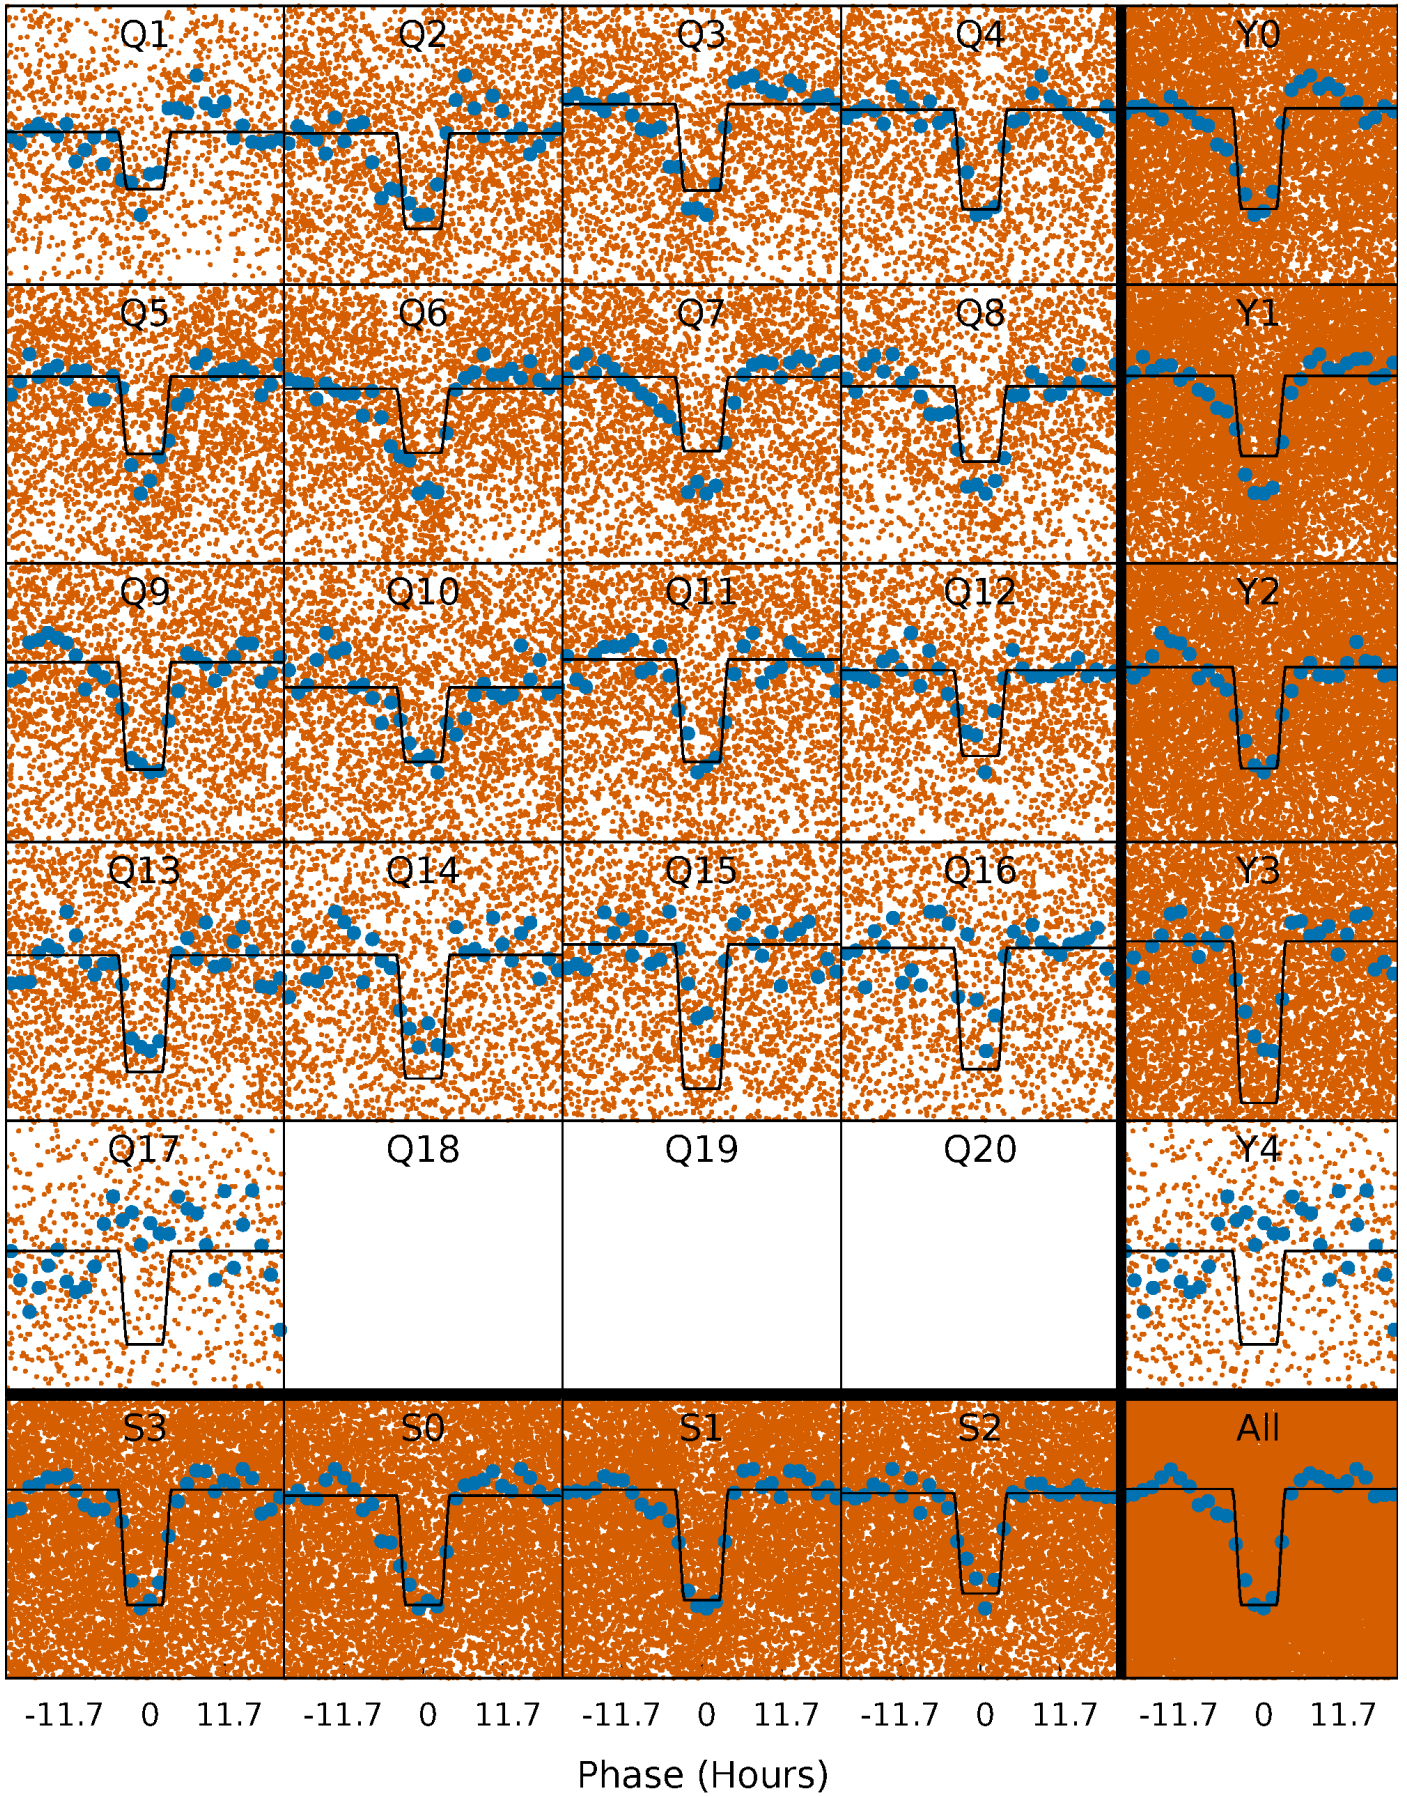 Q1 Q2 Q3 Q4 Y0
Q5 Q6 Q7 Q8 Y1
Q9 Q10 Q11 Q12 Y2
Q13 Q14 Q15 Q16 Y3
Q17 Q18 Q19 Q20 Y4
S3 S0 S1 S2 All
-11.7 0 11.7 -11.7 0 11.7 -11.7 0 11.7 -11.7 0 11.7 -11.7 0 11.7
Phase (Hours)